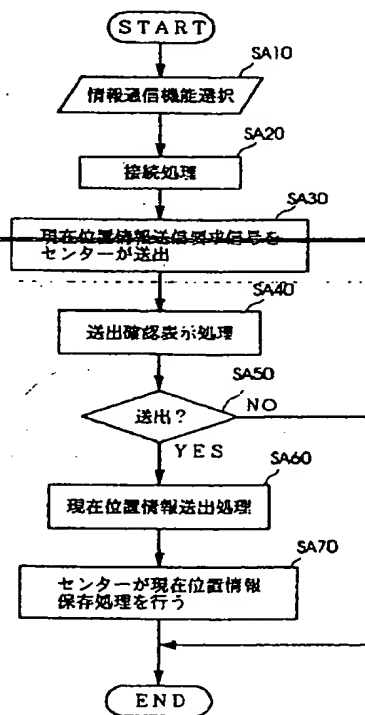 START
SA10
情報通信機能選択
SA20
接続処理
SA30
現在位置情報送信要求信号を
センターが送出
SA40
送出確認表示処理
SA50
送出?
NO
YES
SA60
現在位置情報送出処理
SA70
センターが現在位置情報
保存処理を行う
END